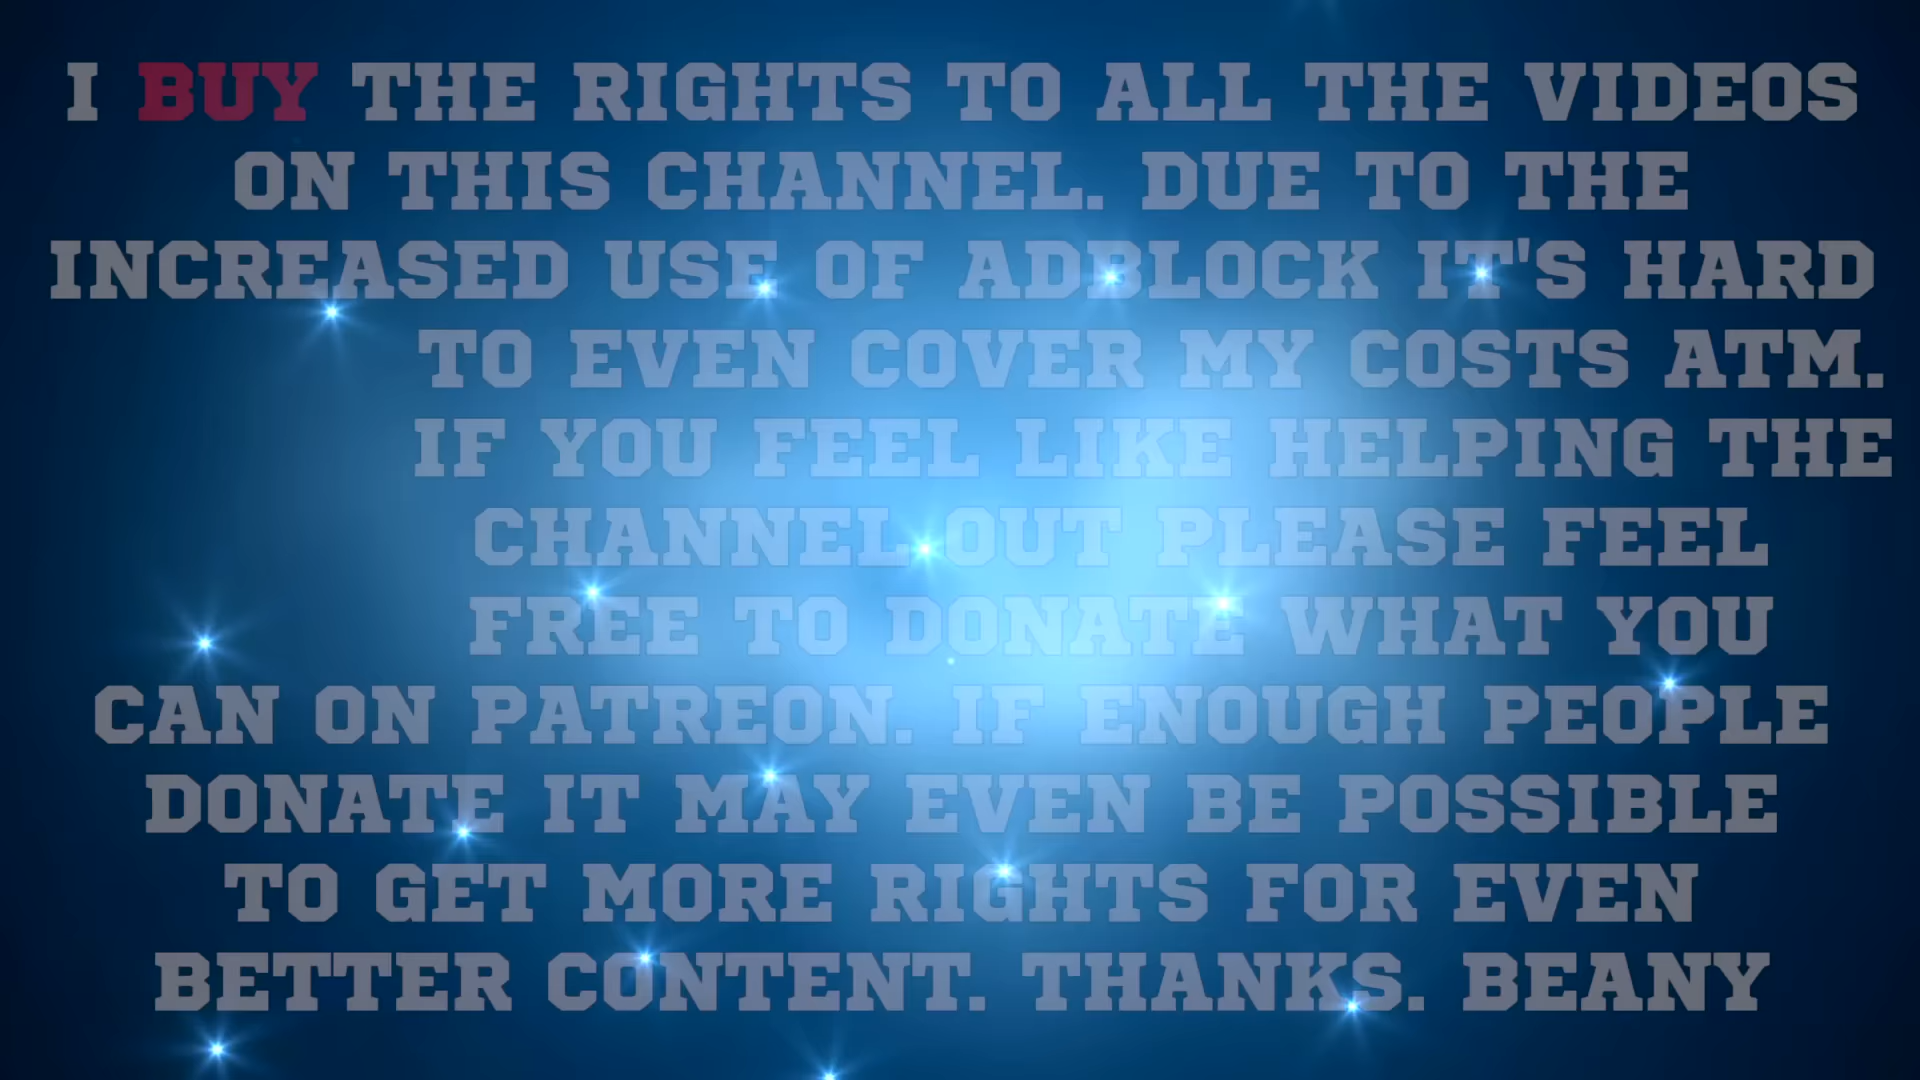 I BUY THE RIGHTS TO ALL THE VIDEOS
ON THIS CHANNEL. DUE TO THE
INCREASED USE OF ADBLOCK IT'S HARD
TO EVEN COVER MY COSTS ATM.
IF YOU FEEL LIKE HELPING THE
CHANNEL OUT PLEASE FEEL
FREE TO DONATE WHAT YOU
CAN ON PATREON. IF ENOUGH PEOPLE
DONATE IT MAY EVEN BE POSSIBLE
TO GET MORE RIGHTS FOR EVEN
BETTER CONTENT. THANKS. BEANY